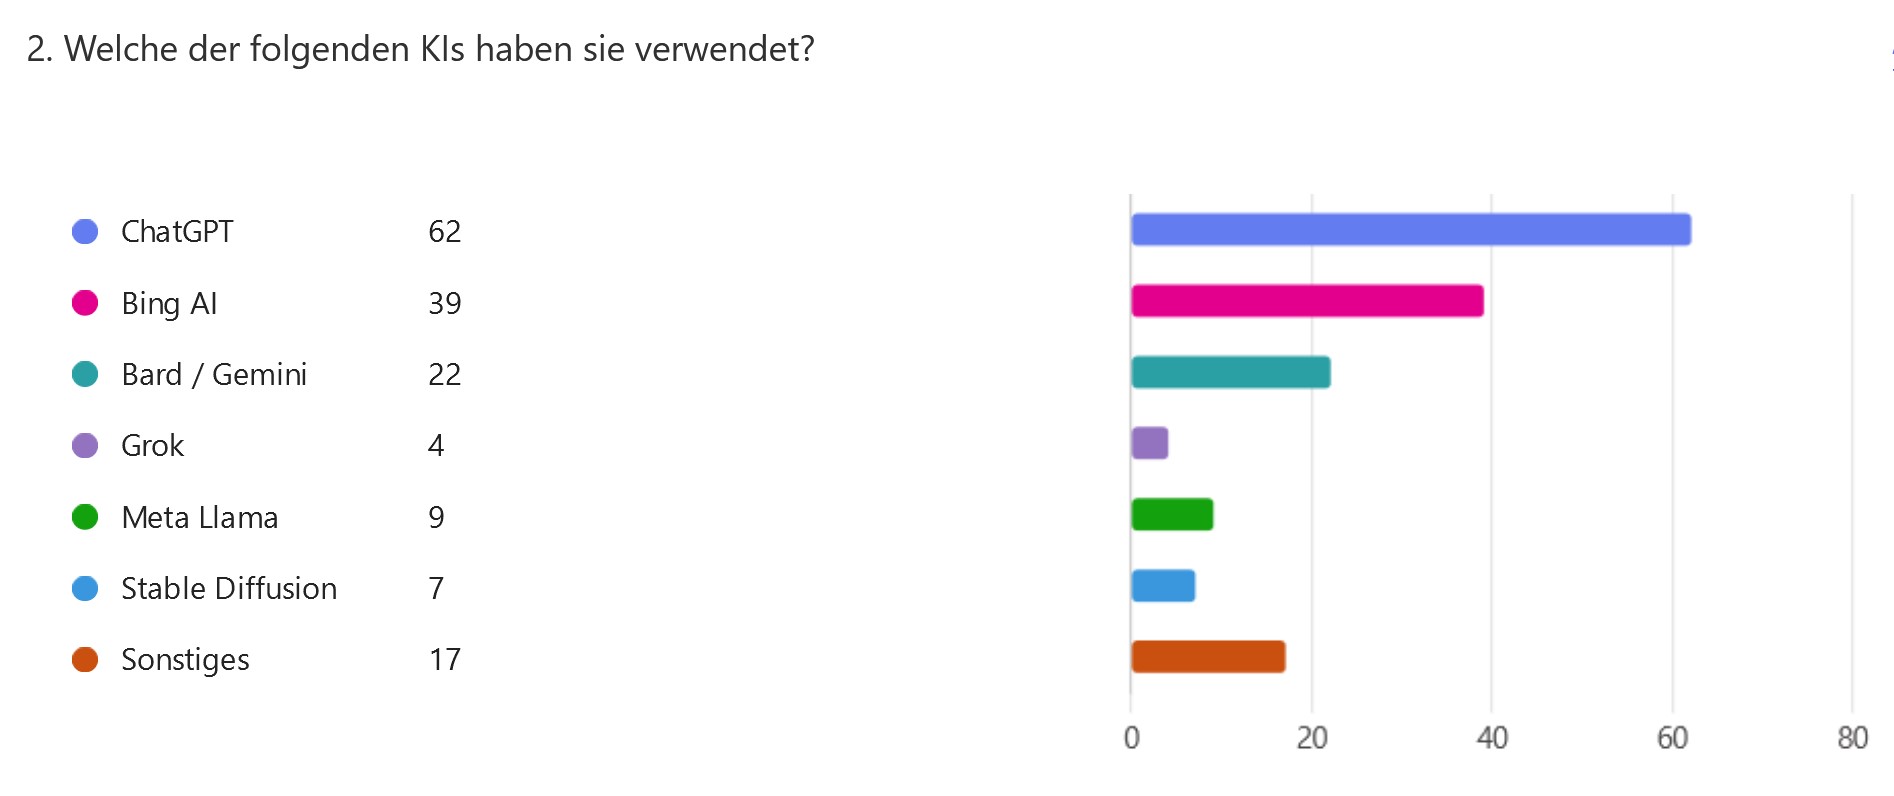 2. Welche der folgenden KIs haben sie verwendet?
ChatGPT 62
Bing AI 39
Bard / Gemini 22
Grok 4
Meta Llama 9
Stable Diffusion 7
Sonstiges 17
0 20 40 60 80